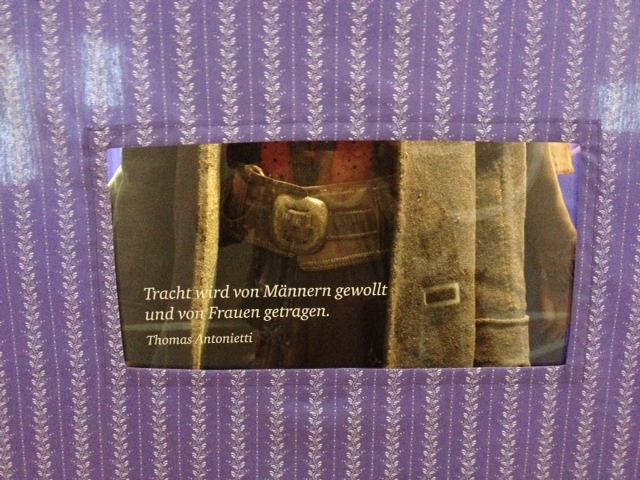 Tracht wird von Männern gewollt
und von Frauen getragen.
Thomas Antonietti